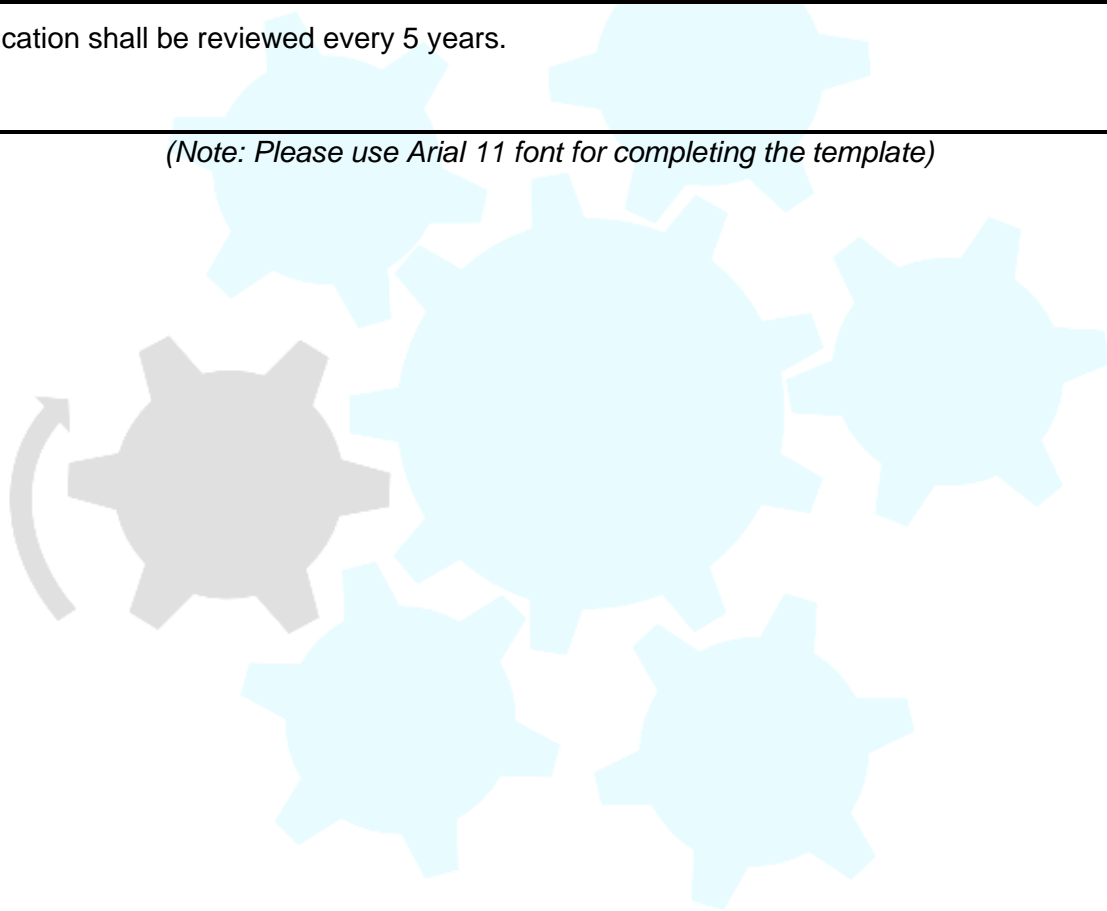 cation shall be reviewed every 5 years.
(Note: Please use Arial 11 font for completing the template)